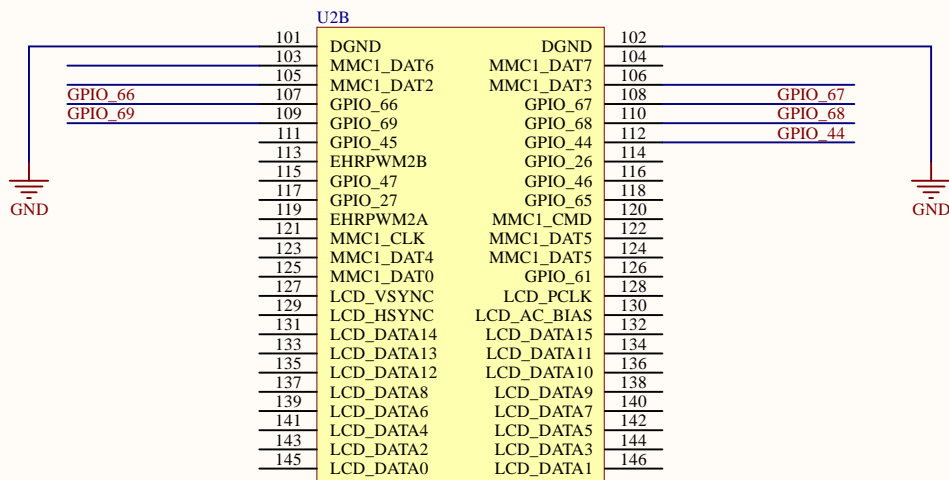 U2B
101 DGND DGND 102
103 MMC1_DAT6 MMC1_DAT7 104
105 MMC1_DAT2 MMC1_DAT3 106
GPIO_66 107 GPIO_66 GPIO_67 108 GPIO_67
GPIO_69 109 GPIO_69 GPIO_68 110 GPIO_68
111 GPIO_45 GPIO_44 112 GPIO_44
113 EHRPWM2B GPIO_26 114
115 GPIO_47 GPIO_46 116
117 GPIO_27 GPIO_65 118
GND 119 EHRPWM2A MMC1_CMD 120 GND
121 MMC1_CLK MMC1_DAT5 122
123 MMC1_DAT4 MMC1_DAT5 124
125 MMC1_DAT0 GPIO_61 126
127 LCD_VSYNC LCD_PCLK 128
129 LCD_HSYNC LCD_AC_BIAS 130
131 LCD_DATA14 LCD_DATA15 132
133 LCD_DATA13 LCD_DATA11 134
135 LCD_DATA12 LCD_DATA10 136
137 LCD_DATA8 LCD_DATA9 138
139 LCD_DATA6 LCD_DATA7 140
141 LCD_DATA4 LCD_DATA5 142
143 LCD_DATA2 LCD_DATA3 144
145 LCD_DATA0 LCD_DATA1 146